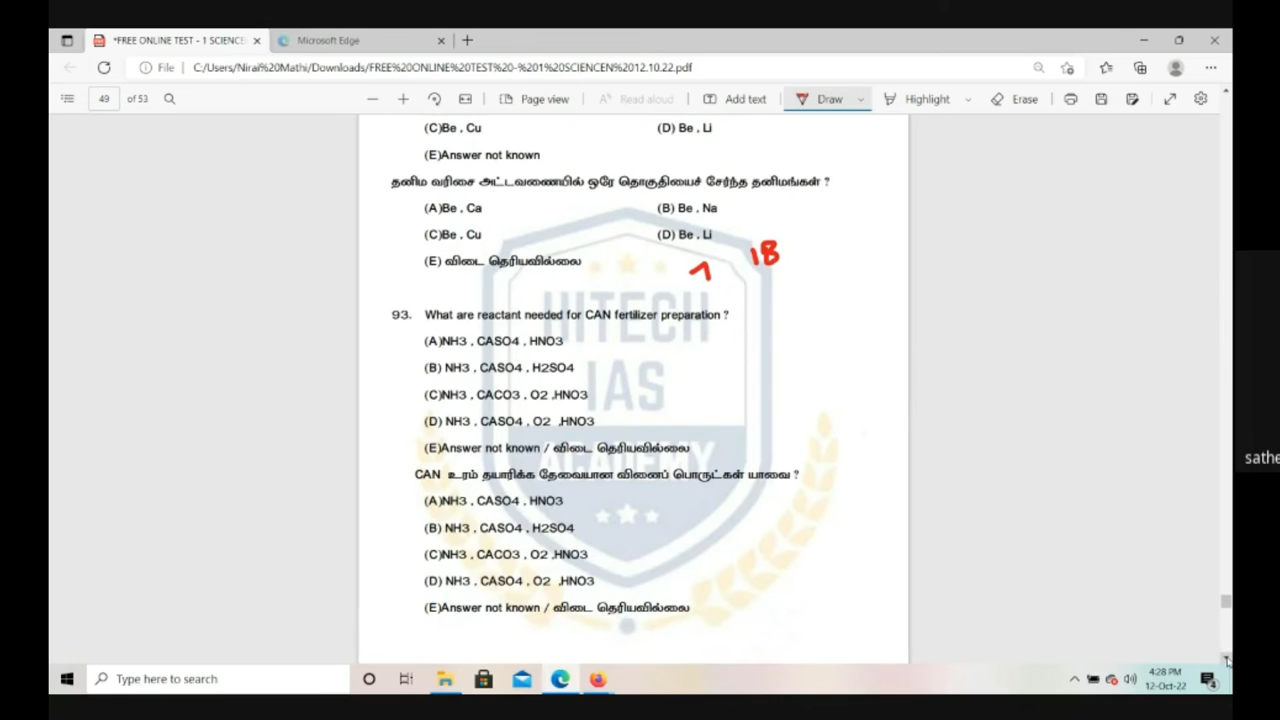 *FREE ONLINE TEST - 1 SCIENCE
Microsoft Edge
File
C:/Users/Nirai%20Mathi/Downloads/FREE%20ONLINE%20TEST%20-%201%20SCIENCEN%2012.10.22.pdf
49 of 53
Page view
Read aloud
Add text
Draw
Highlight
Erase
(C)Be , Cu (D) Be , Li
(E)Answer not known
தனிம வரிசை அட்டவணையில் ஒரே தொகுதியைச் சேர்ந்த தனிமங்கள் ?
(A)Be , Ca (B) Be , Na
(C)Be , Cu (D) Be , Li
(E) விடை தெரியவில்லை
18
HITECH
IAS
ACADEMY
93. What are reactant needed for CAN fertilizer preparation ?
(A)NH3 , CASO4 , HNO3
(B) NH3 , CASO4 , H2SO4
(C)NH3 , CACO3 , O2 ,HNO3
(D) NH3 , CASO4 , O2 ,HNO3
(E)Answer not known / விடை தெரியவில்லை
CAN உரம் தயாரிக்க தேவையான வினைப் பொருட்கள் யாவை ?
(A)NH3 , CASO4 , HNO3
(B) NH3 , CASO4 , H2SO4
(C)NH3 , CACO3 , O2 ,HNO3
(D) NH3 , CASO4 , O2 ,HNO3
(E)Answer not known / விடை தெரியவில்லை
sathe
Type here to search
4:28 PM
12-Oct-22
4